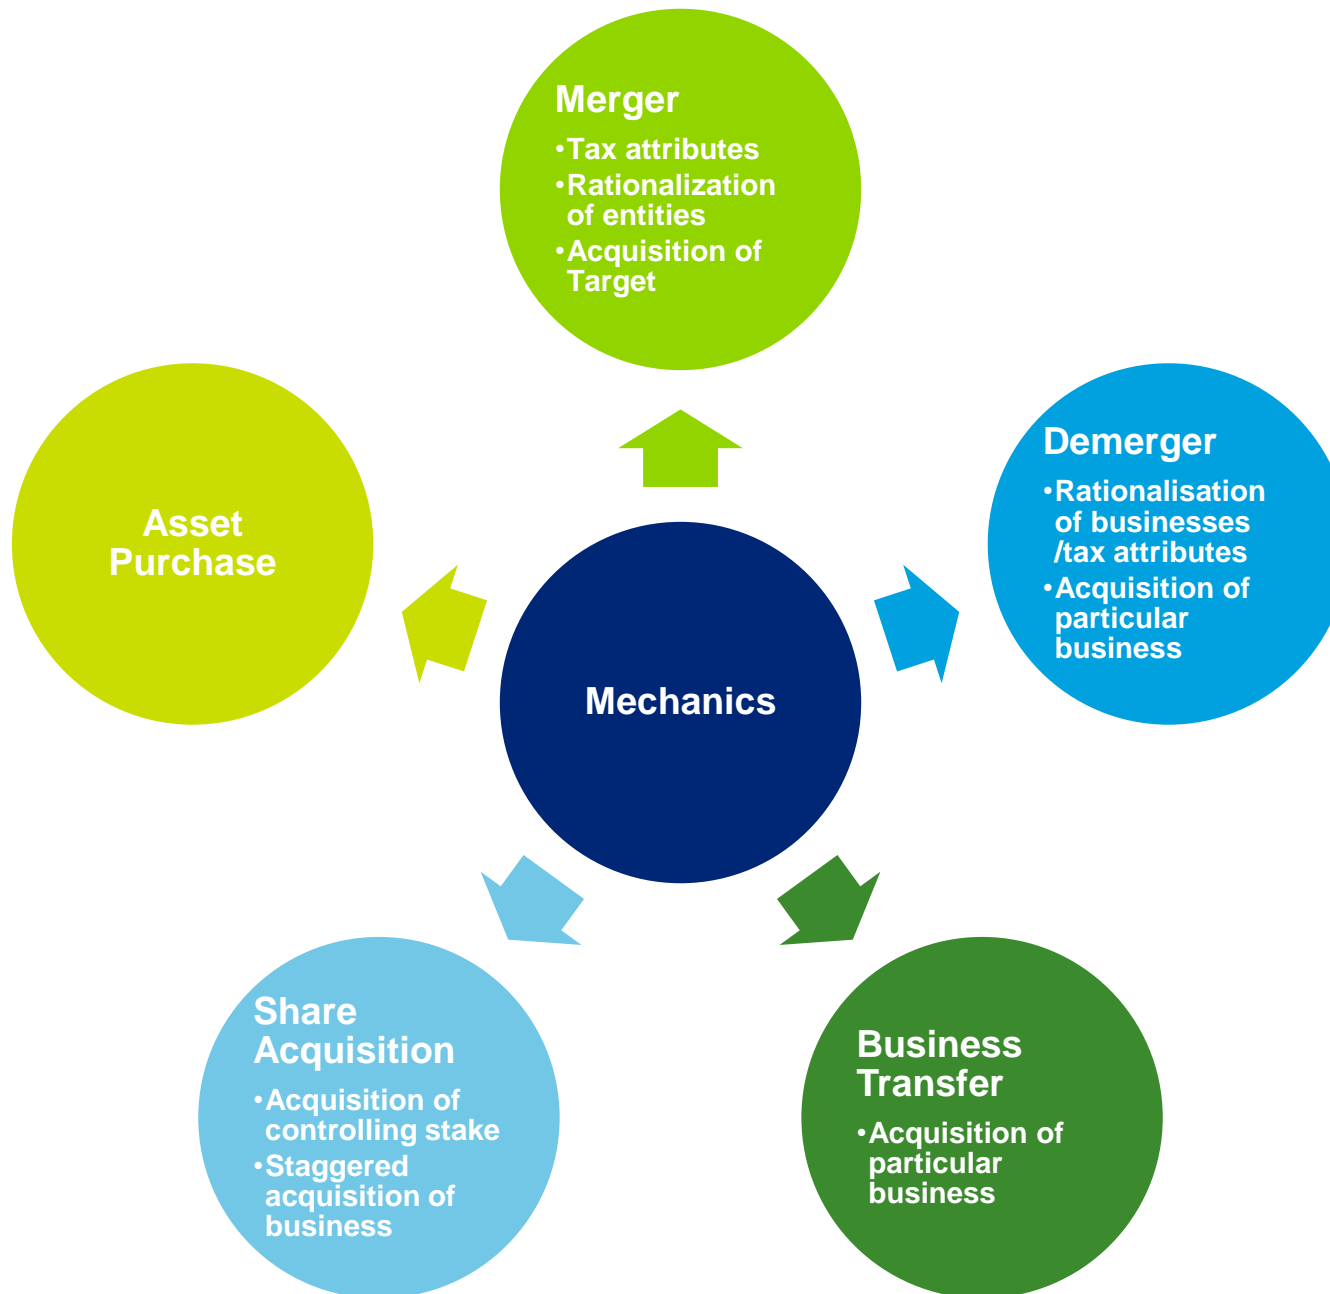 Merger
•Tax attributes
•Rationalization
of entities
•Acquisition of
Target
Demerger
•Rationalisation
of businesses
/tax attributes
•Acquisition of
particular
business
Asset
Purchase
Mechanics
Share
Acquisition
•Acquisition of
controlling stake
•Staggered
acquisition of
business
Business
Transfer
•Acquisition of
particular
business